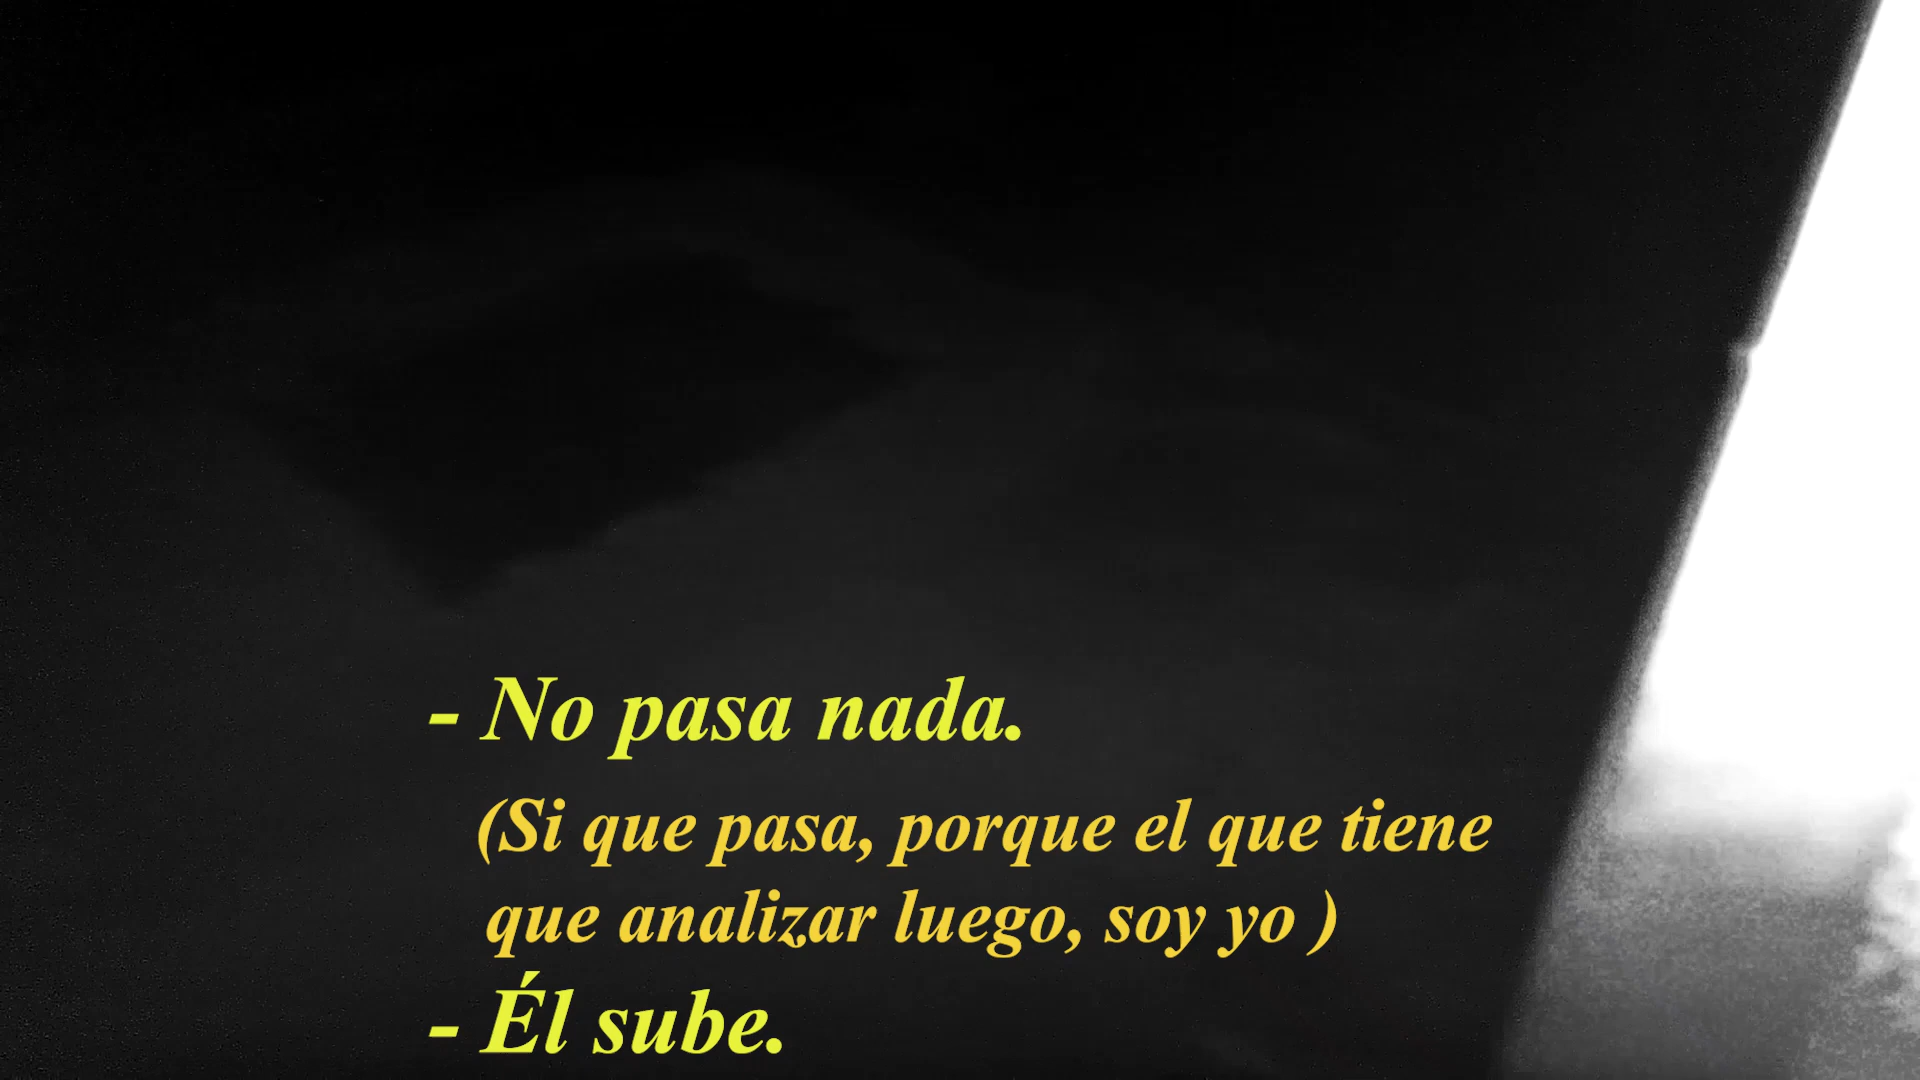 - No pasa nada.
(Si que pasa, porque el que tiene
que analizar luego, soy yo )
- Él sube.